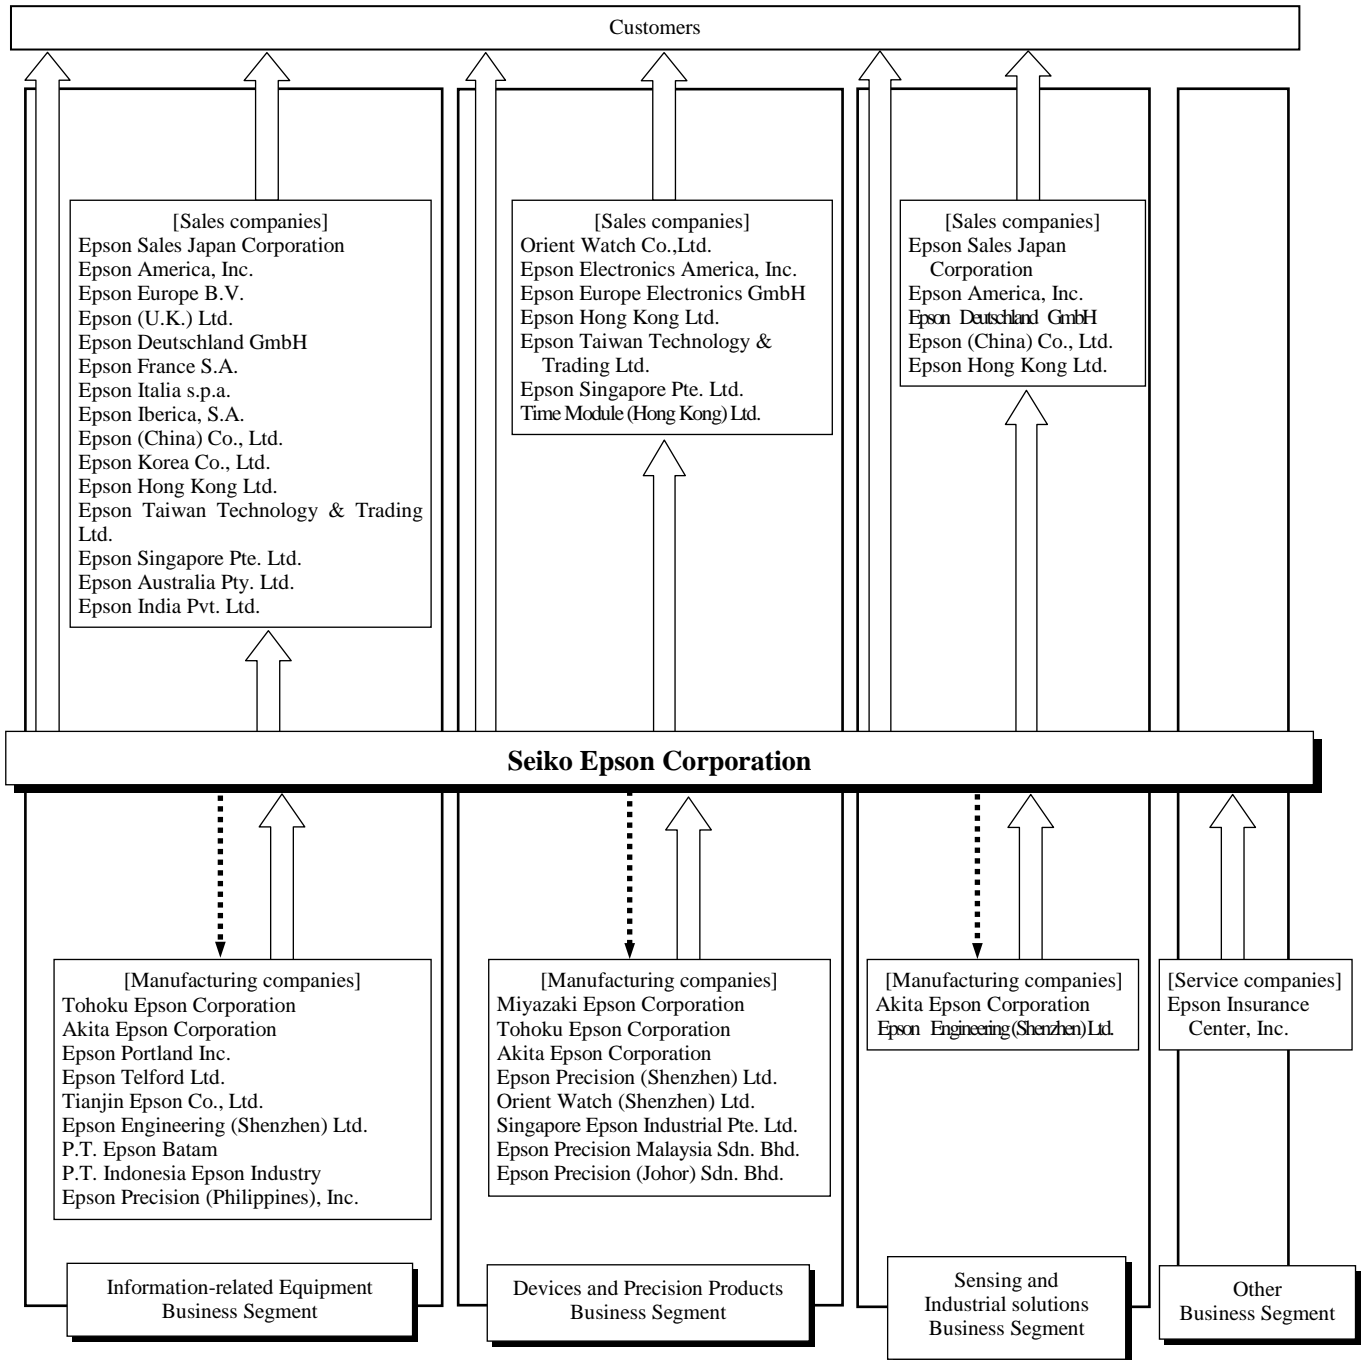 Customers
[Sales companies]
Epson Sales Japan Corporation
Epson America, Inc.
Epson Europe B.V.
Epson (U.K.) Ltd.
Epson Deutschland GmbH
Epson France S.A.
Epson Italia s.p.a.
Epson Iberica, S.A.
Epson (China) Co., Ltd.
Epson Korea Co., Ltd.
Epson Hong Kong Ltd.
Epson Taiwan Technology & Trading
Ltd.
Epson Singapore Pte. Ltd.
Epson Australia Pty. Ltd.
Epson India Pvt. Ltd.
[Sales companies]
Orient Watch Co.,Ltd.
Epson Electronics America, Inc.
Epson Europe Electronics GmbH
Epson Hong Kong Ltd.
Epson Taiwan Technology &
Trading Ltd.
Epson Singapore Pte. Ltd.
Time Module (Hong Kong) Ltd.
[Sales companies]
Epson Sales Japan
Corporation
Epson America, Inc.
Epson Deutschland GmbH
Epson (China) Co., Ltd.
Epson Hong Kong Ltd.
Seiko Epson Corporation
[Manufacturing companies]
Tohoku Epson Corporation
Akita Epson Corporation
Epson Portland Inc.
Epson Telford Ltd.
Tianjin Epson Co., Ltd.
Epson Engineering (Shenzhen) Ltd.
P.T. Epson Batam
P.T. Indonesia Epson Industry
Epson Precision (Philippines), Inc.
[Manufacturing companies]
Miyazaki Epson Corporation
Tohoku Epson Corporation
Akita Epson Corporation
Epson Precision (Shenzhen) Ltd.
Orient Watch (Shenzhen) Ltd.
Singapore Epson Industrial Pte. Ltd.
Epson Precision Malaysia Sdn. Bhd.
Epson Precision (Johor) Sdn. Bhd.
[Manufacturing companies]
Akita Epson Corporation
Epson Engineering (Shenzhen) Ltd.
[Service companies]
Epson Insurance
Center, Inc.
Information-related Equipment
Business Segment
Devices and Precision Products
Business Segment
Sensing and
Industrial solutions
Business Segment
Other
Business Segment